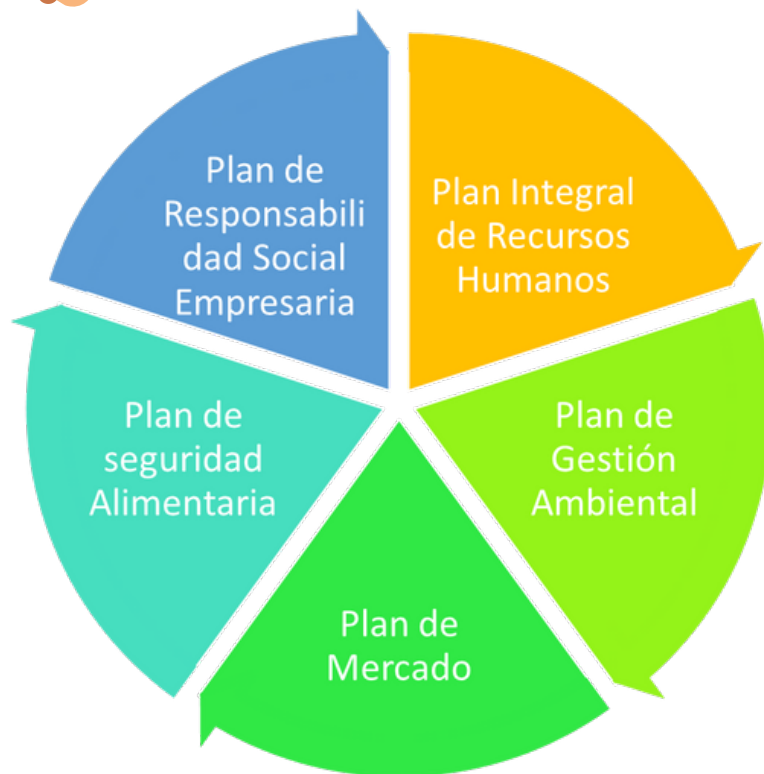 Plan de
Responsabili
dad Social
Empresaria
Plan Integral
de Recursos
Humanos
Plan de
seguridad
Alimentaria
Plan de
Gestión
Ambiental
Plan de
Mercado